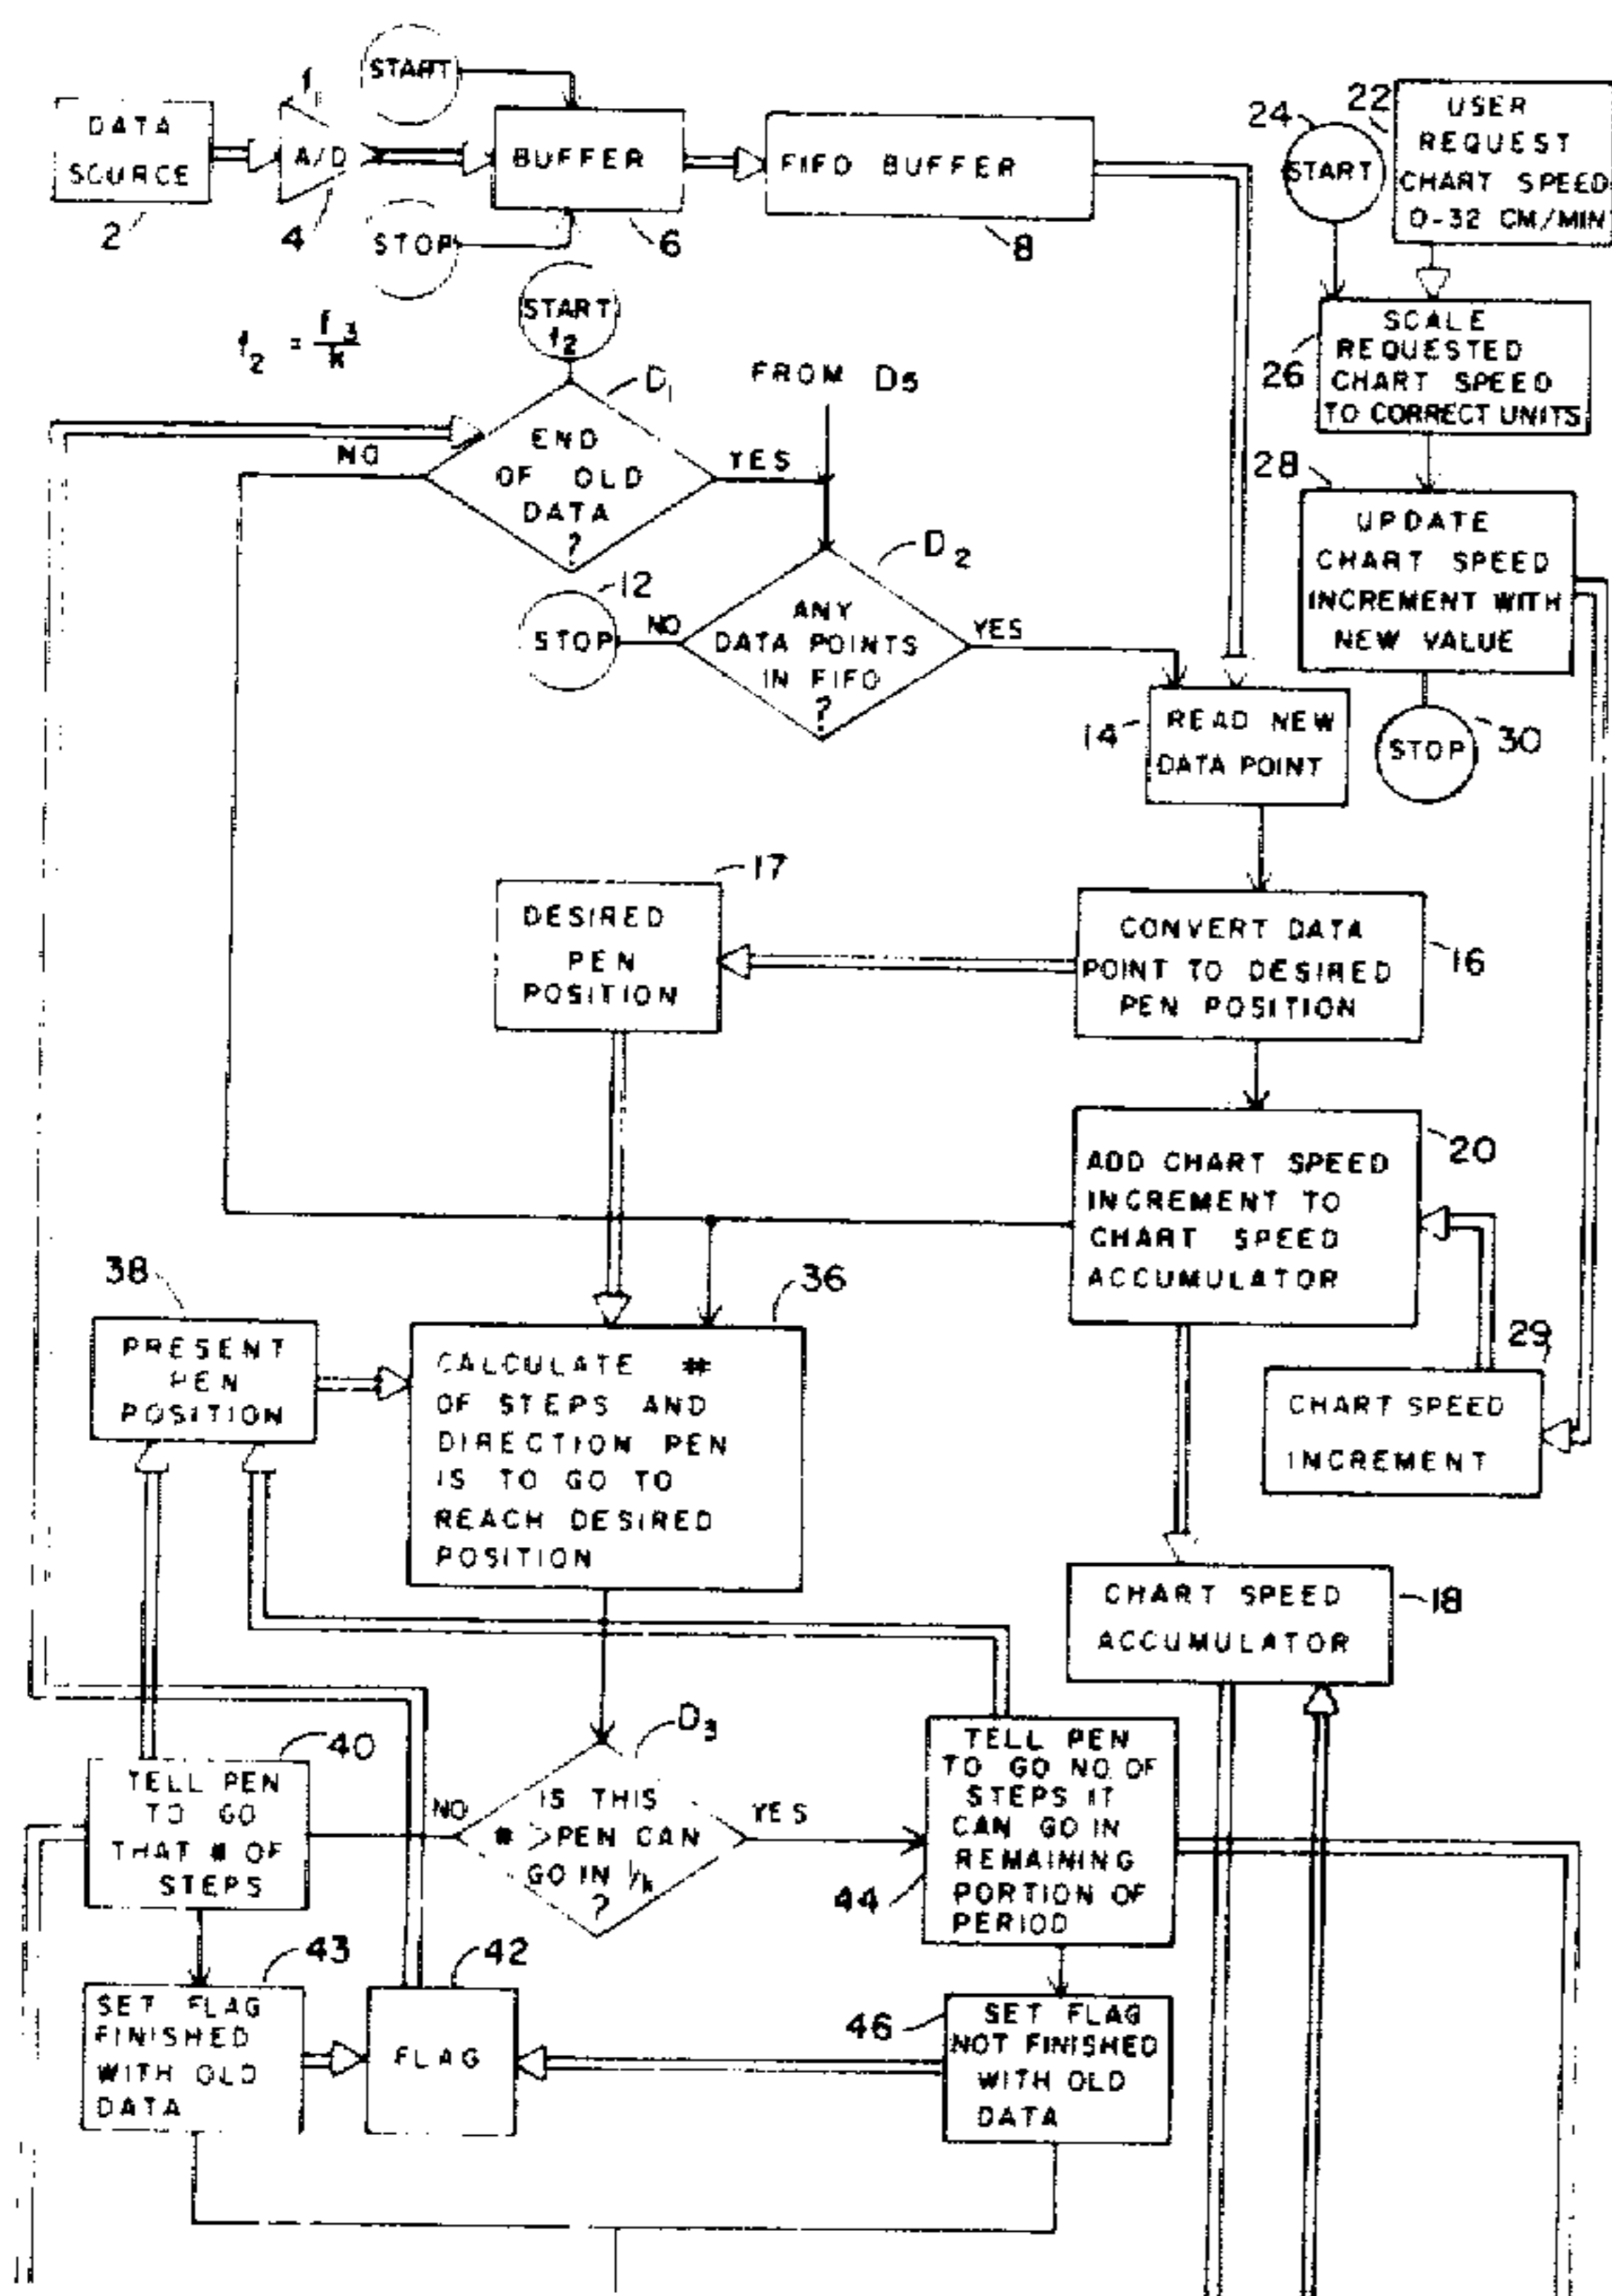 START
f1
DATA
SOURCE
A/D
BUFFER
FIFO BUFFER
2
4
STOP
6
8
24
START
22
USER
REQUEST
CHART SPEED
0-32 CM/MIN
f2 = f3/K
START
f2
D1
FROM D5
26
SCALE
REQUESTED
CHART SPEED
TO CORRECT UNITS
NO
END
OF OLD
DATA
?
YES
28
UPDATE
CHART SPEED
INCREMENT WITH
NEW VALUE
D2
12
STOP
NO
ANY
DATA POINTS
IN FIFO
?
YES
14
READ NEW
DATA POINT
STOP
30
17
DESIRED
PEN
POSITION
CONVERT DATA
POINT TO DESIRED
PEN POSITION
16
ADD CHART SPEED
INCREMENT TO
CHART SPEED
ACCUMULATOR
20
38
PRESENT
PEN
POSITION
36
CALCULATE #
OF STEPS AND
DIRECTION PEN
IS TO GO TO
REACH DESIRED
POSITION
29
CHART SPEED
INCREMENT
CHART SPEED
ACCUMULATOR
18
40
TELL PEN
TO GO
THAT # OF
STEPS
D3
NO
IS THIS
# >PEN CAN
GO IN 1/k
?
YES
44
TELL PEN
TO GO NO. OF
STEPS IT
CAN GO IN
REMAINING
PORTION OF
PERIOD
43
SET FLAG
FINISHED
WITH OLD
DATA
42
FLAG
46
SET FLAG
NOT FINISHED
WITH OLD
DATA